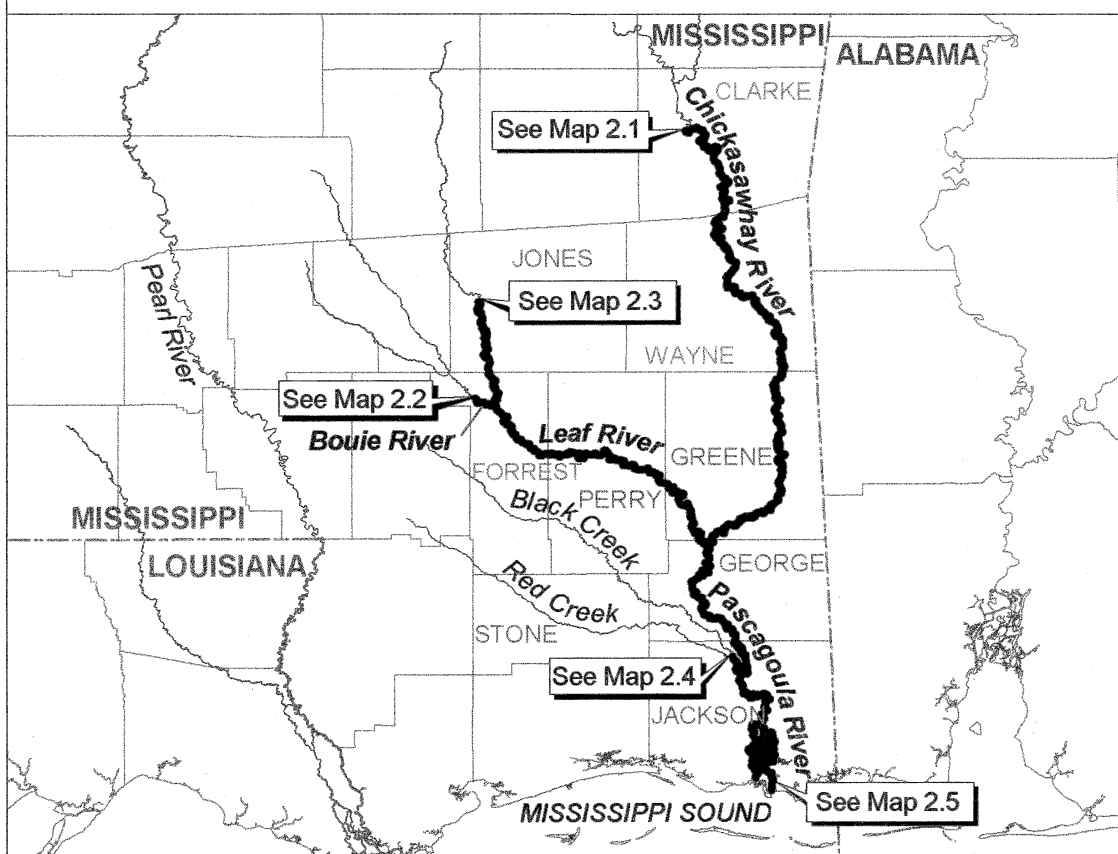 MISSISSIPPI
ALABAMA
CLARKE
See Map 2.1
Chickasawhay River
JONES
Pearl River
See Map 2.3
WAYNE
See Map 2.2
Bouie River
Leaf River
FORREST
GREENE
PERRY
Black Creek
MISSISSIPPI
LOUISIANA
GEORGE
Red Creek
Pascagoula River
STONE
See Map 2.4
JACKSON
See Map 2.5
MISSISSIPPI SOUND